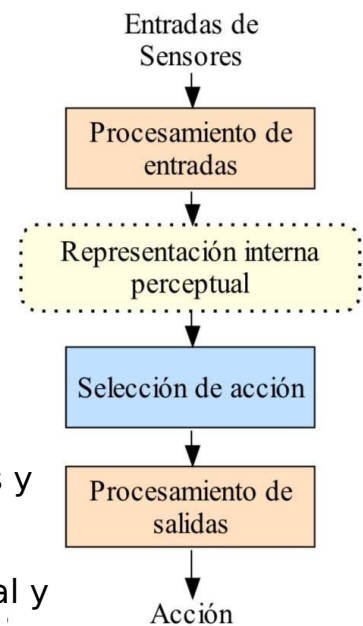 Entradas de
Sensores
Procesamiento de
entradas
Representación interna
perceptual
Selección de acción
y
Procesamiento de
salidas
y
Acción